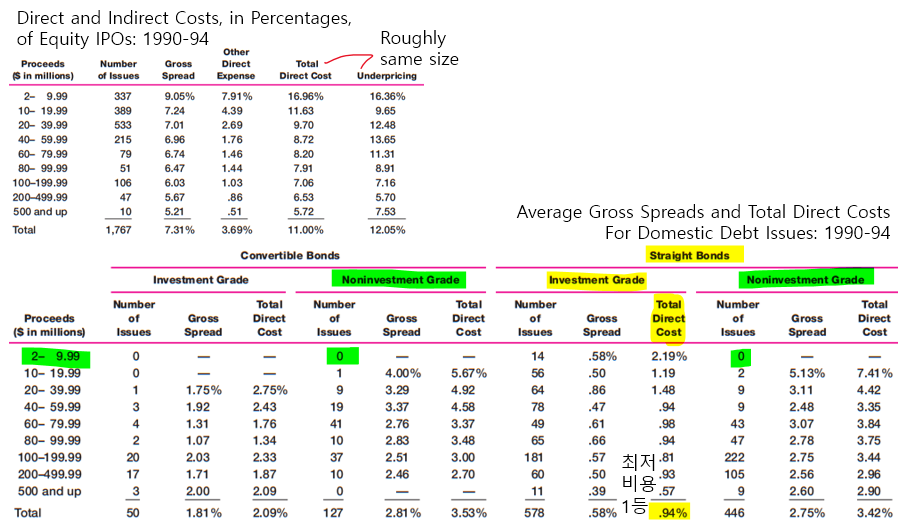 Direct and Indirect Costs, in Percentages,
of Equity IPOs: 1990-94
Roughly
same size
Proceeds ($ in millions) Number of Issues Gross Spread Other Direct Expense Total Direct Cost Underpricing
2– 9.99 337 9.05% 7.91% 16.96% 16.36%
10– 19.99 389 7.24 4.39 11.63 9.65
20– 39.99 533 7.01 2.69 9.70 12.48
40– 59.99 215 6.96 1.76 8.72 13.65
60– 79.99 79 6.74 1.46 8.20 11.31
80– 99.99 51 6.47 1.44 7.91 8.91
100–199.99 106 6.03 1.03 7.06 7.16
200–499.99 47 5.67 .86 6.53 5.70
500 and up 10 5.21 .51 5.72 7.53
Total 1,767 7.31% 3.69% 11.00% 12.05%
Average Gross Spreads and Total Direct Costs
For Domestic Debt Issues: 1990-94
Convertible Bonds Straight Bonds
Investment Grade Noninvestment Grade Investment Grade Noninvestment Grade
Number Total Number Total Number Total Number Total
Proceeds of Gross Direct of Gross Direct of Gross Direct of Gross Direct
($ in millions) Issues Spread Cost Issues Spread Cost Issues Spread Cost Issues Spread Cost
2– 9.99 0 — — 0 — — 14 .58% 2.19% 0 — —
10– 19.99 0 — — 1 4.00% 5.67% 56 .50 1.19 2 5.13% 7.41%
20– 39.99 1 1.75% 2.75% 9 3.29 4.92 64 .86 1.48 9 3.11 4.42
40– 59.99 3 1.92 2.43 19 3.37 4.58 78 .47 .94 9 2.48 3.35
60– 79.99 4 1.31 1.76 41 2.76 3.37 49 .61 .98 43 3.07 3.84
80– 99.99 2 1.07 1.34 10 2.83 3.48 65 .66 .94 47 2.78 3.75
100–199.99 20 2.03 2.33 37 2.51 3.00 181 .57 .81 222 2.75 3.44
200–499.99 17 1.71 1.87 10 2.46 2.70 60 .50 .93 105 2.56 2.96
500 and up 3 2.00 2.09 0 — — 11 .39 .57 9 2.60 2.90
Total 50 1.81% 2.09% 127 2.81% 3.53% 578 .58% .94% 446 2.75% 3.42%
최저
비용
1등